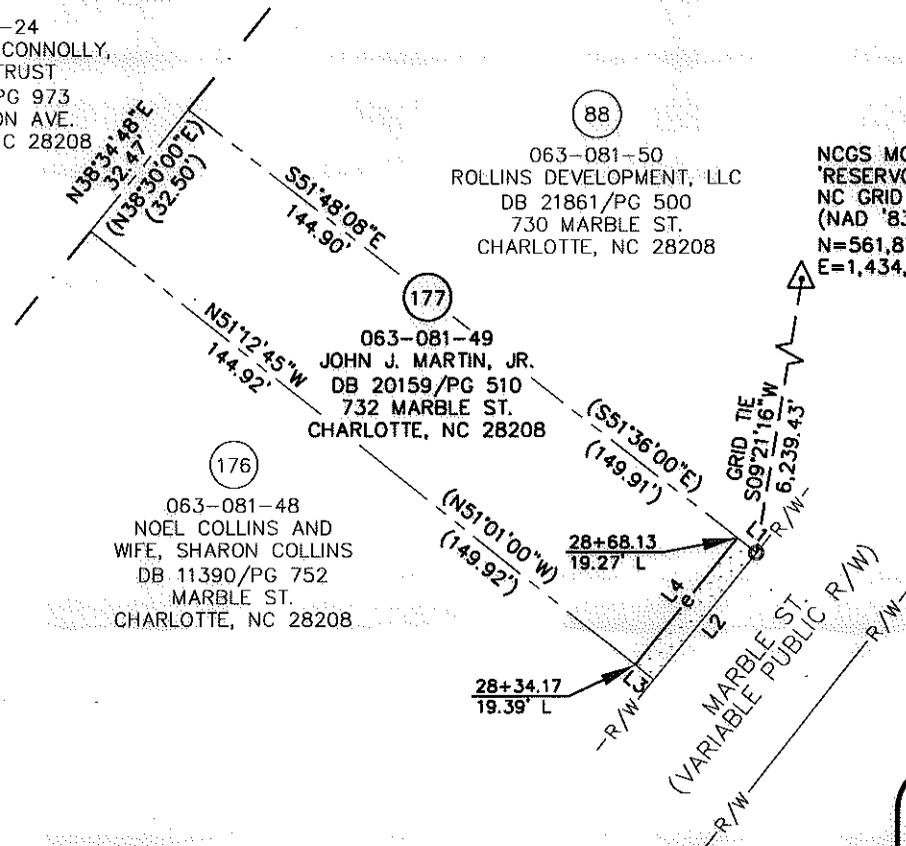 -24
CONNOLLY,
TRUST
PG 973
ON AVE.
C 28208
N38°34'48"E
32.47'
(N38°30'00"E)
(32.50')
S51°48'08"E
144.90'
88
063-081-50
ROLLINS DEVELOPMENT, LLC
DB 21861/PG 500
730 MARBLE ST.
CHARLOTTE, NC 28208
NCGS MO
'RESERVO
NC GRID
(NAD '83
N=561,8
E=1,434,
N51°12'45"W
144.92'
177
063-081-49
JOHN J. MARTIN, JR.
DB 20159/PG 510
732 MARBLE ST.
CHARLOTTE, NC 28208
(S51°36'00"E)
(149.91')
GRID TIE
S09°21'16"W
6,239.43'
176
063-081-48
NOEL COLLINS AND
WIFE, SHARON COLLINS
DB 11390/PG 752
MARBLE ST.
CHARLOTTE, NC 28208
(N51°01'00"W)
(149.92')
28+68.13
19.27' L
L1
-R/W-
L4
e
L2
28+34.17
19.39' L
L3
-R/W-
MARBLE ST.
(VARIABLE PUBLIC R/W)
-R/W-
-R/W-